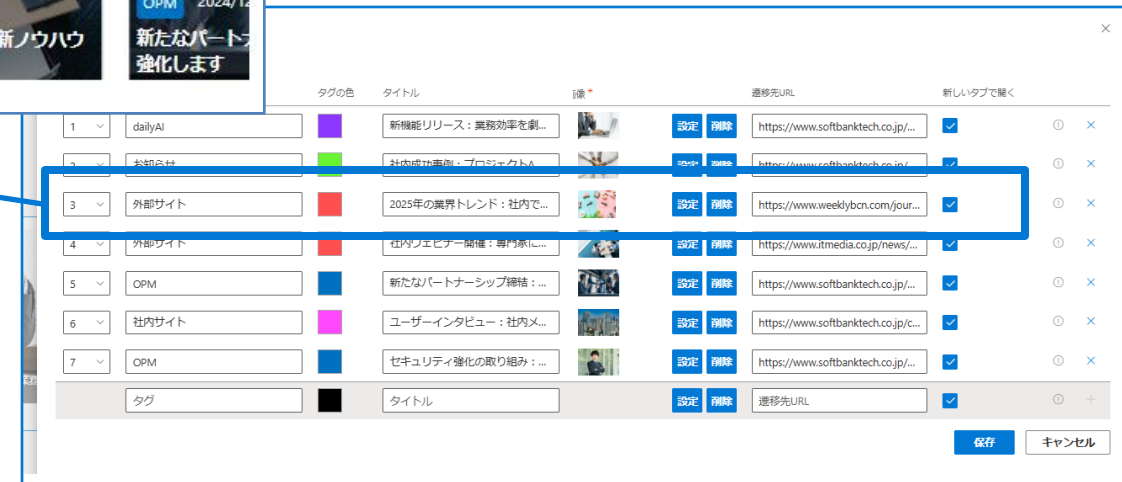 OPM 2024/12
新ノウハウ
新たなパート
強化します
タグの色 タイトル 画像 * 遷移先URL 新しいタブで開く
1 dailyAI 新機能リリース：業務効率を劇... 設定 削除 https://www.softbanktech.co.jp/...
2 お知らせ 社内成功事例：プロジェクトA 設定 削除 https://www.softbanktech.co.jp/
3 外部サイト 2025年の業界トレンド：社内で... 設定 削除 https://www.weeklybcn.com/jour...
4 外部サイト 社内ウェビナー開催：専門家に... 設定 削除 https://www.itmedia.co.jp/news/...
5 OPM 新たなパートナーシップ締結：... 設定 削除 https://www.softbanktech.co.jp/...
6 社内サイト ユーザーインタビュー：社内メ... 設定 削除 https://www.softbanktech.co.jp/c...
7 OPM セキュリティ強化の取り組み：... 設定 削除 https://www.softbanktech.co.jp/...
タグ タイトル 設定 削除 遷移先URL
保存 キャンセル